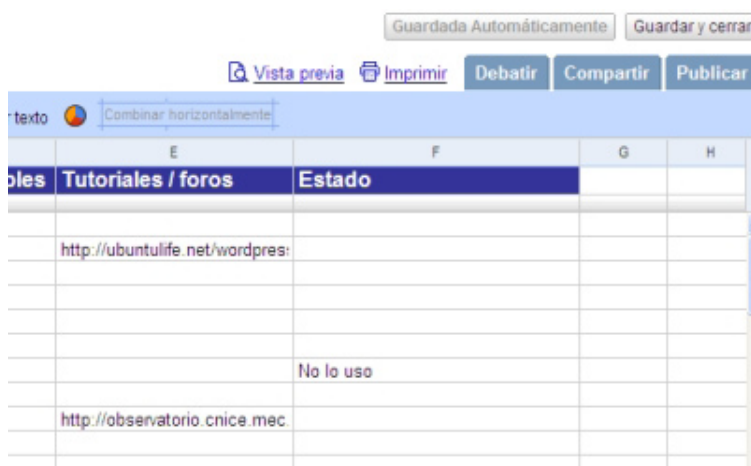 Guardada Automáticamente Guardar y cerrar
Vista previa Imprimir Debatir Compartir Publicar
r texto Combinar horizontalmente
E F G H
bles Tutoriales / foros Estado
http://ubuntulife.net/wordpress
No lo uso
http://observatorio.cnice.mec.